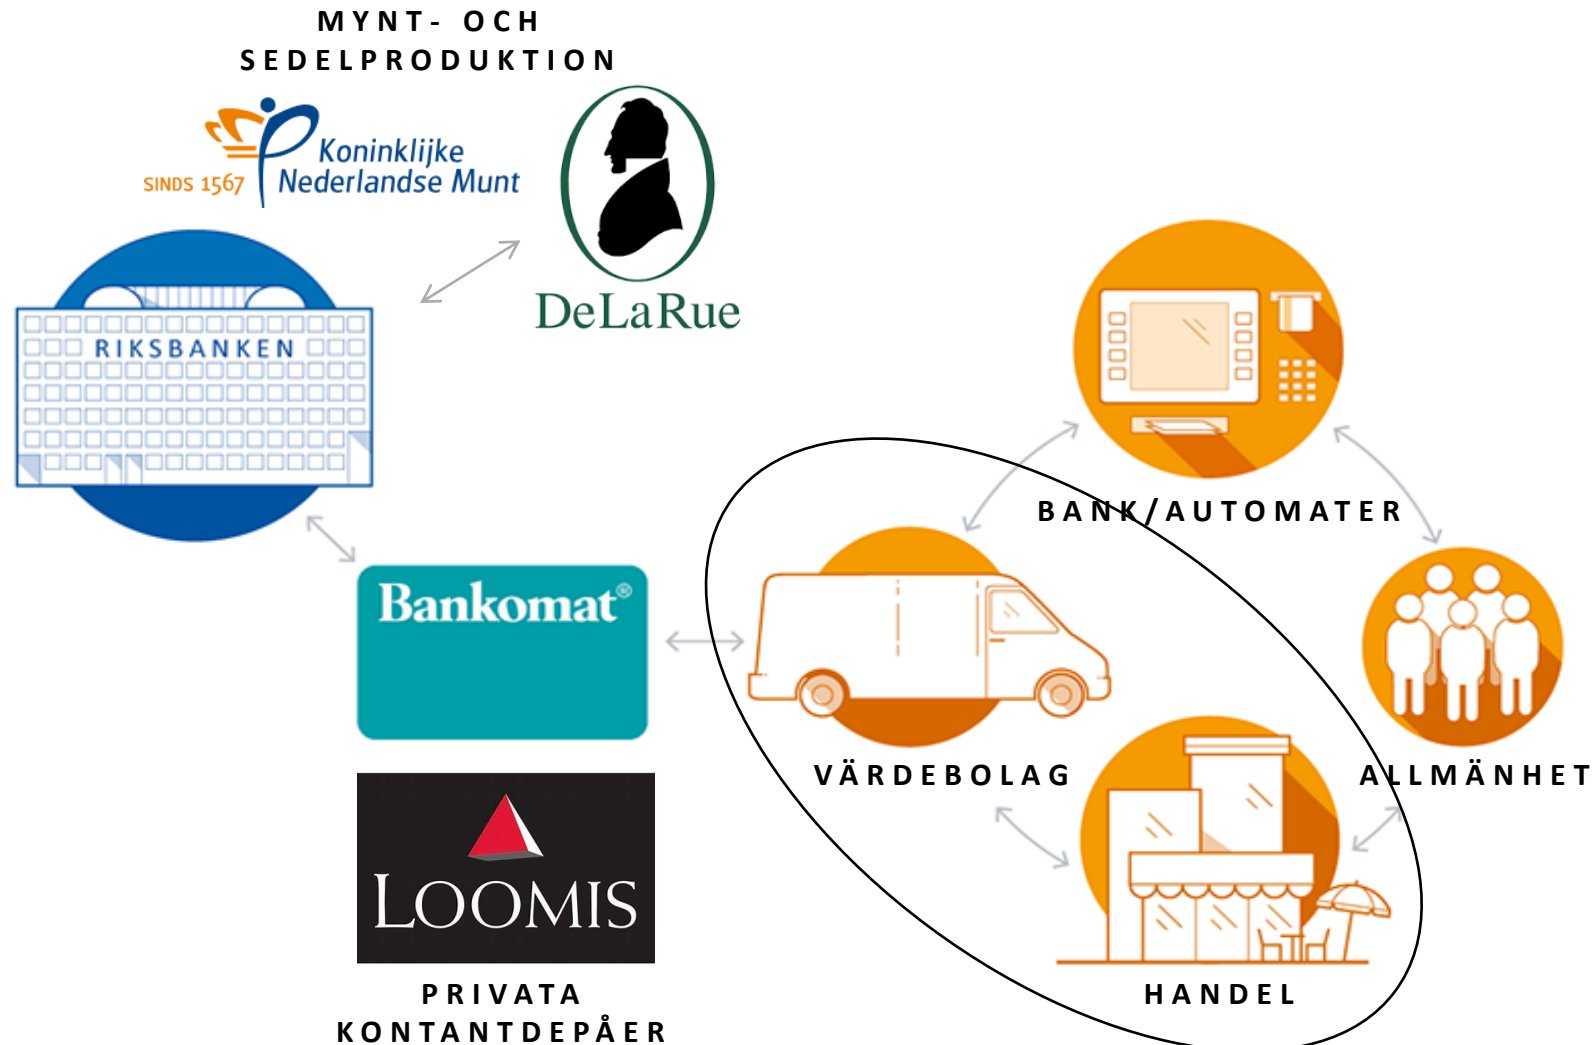 MYNT- OCH
SEDELPRODUKTION
Koninklijke
SINDS 1567 Nederlandse Munt
DeLaRue
RIKSBANKEN
BANK/AUTOMATER
Bankomat®
VÄRDEBOLAG
ALLMÄNHET
LOOMIS
PRIVATA
KONTANTDEPÅER
HANDEL